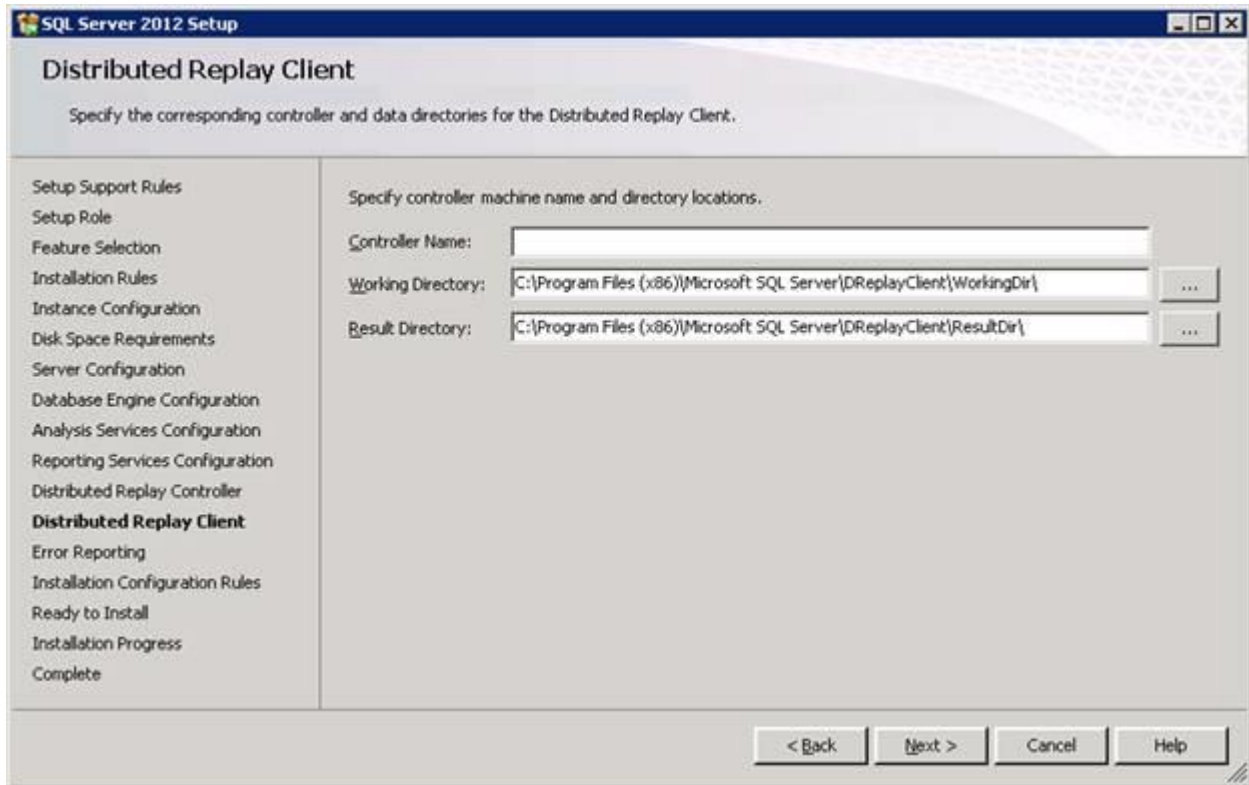 SQL Server 2012 Setup
Distributed Replay Client
Specify the corresponding controller and data directories for the Distributed Replay Client.
Setup Support Rules
Setup Role
Feature Selection
Installation Rules
Instance Configuration
Disk Space Requirements
Server Configuration
Database Engine Configuration
Analysis Services Configuration
Reporting Services Configuration
Distributed Replay Controller
Distributed Replay Client
Error Reporting
Installation Configuration Rules
Ready to Install
Installation Progress
Complete
Specify controller machine name and directory locations.
Controller Name:
Working Directory: C:\Program Files (x86)\Microsoft SQL Server\DReplayClient\WorkingDir\ ...
Result Directory: C:\Program Files (x86)\Microsoft SQL Server\DReplayClient\ResultDir\ ...
< Back Next > Cancel Help